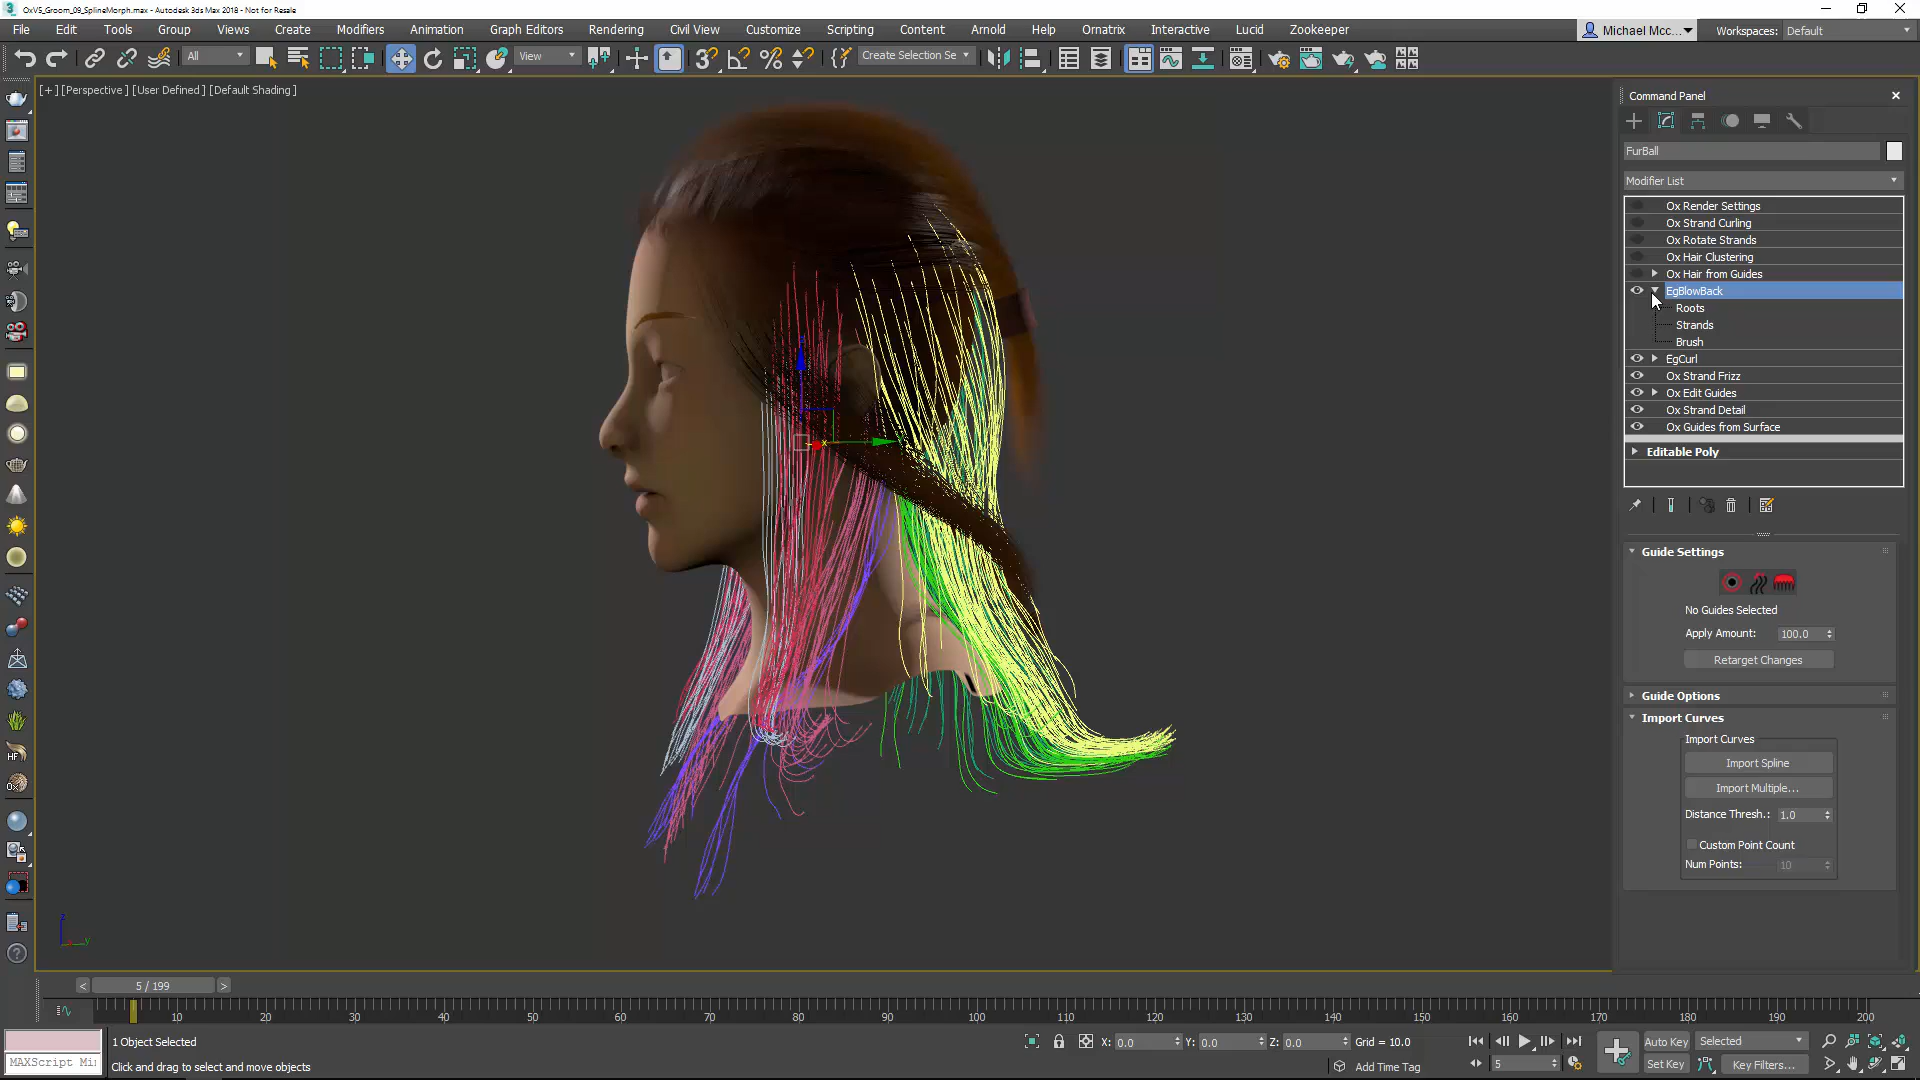 OxV5_Groom_09_SplineMorph.max - Autodesk 3ds Max 2018 - Not for Resale
File Edit Tools Group Views Create Modifiers Animation Graph Editors Rendering Civil View Customize Scripting Content Arnold Help Ornatrix Interactive Lucid Zookeeper
Michael Mcc...
Workspaces: Default
All
View
Create Selection Se
[+] [Perspective] [User Defined] [Default Shading]
Command Panel
FurBall
Modifier List
Ox Render Settings
Ox Strand Curling
Ox Rotate Strands
Ox Hair Clustering
Ox Hair from Guides
EgBlowBack
Roots
Strands
Brush
EgCurl
Ox Strand Frizz
Ox Edit Guides
Ox Strand Detail
Ox Guides from Surface
Editable Poly
Guide Settings
No Guides Selected
Apply Amount: 100.0
Retarget Changes
Guide Options
Import Curves
Import Curves
Import Spline
Import Multiple...
Distance Thresh.: 1.0
Custom Point Count
Num Points: 10
HF
OX
z
y
x
< 5 / 199 >
10 20 30 40 50 60 70 80 90 100 110 120 130 140 150 160 170 180 190 200
1 Object Selected
X: 0.0 Y: 0.0 Z: 0.0 Grid = 10.0
Auto Key Selected
MAXScript Mi
Click and drag to select and move objects
Add Time Tag
5
Set Key Key Filters...